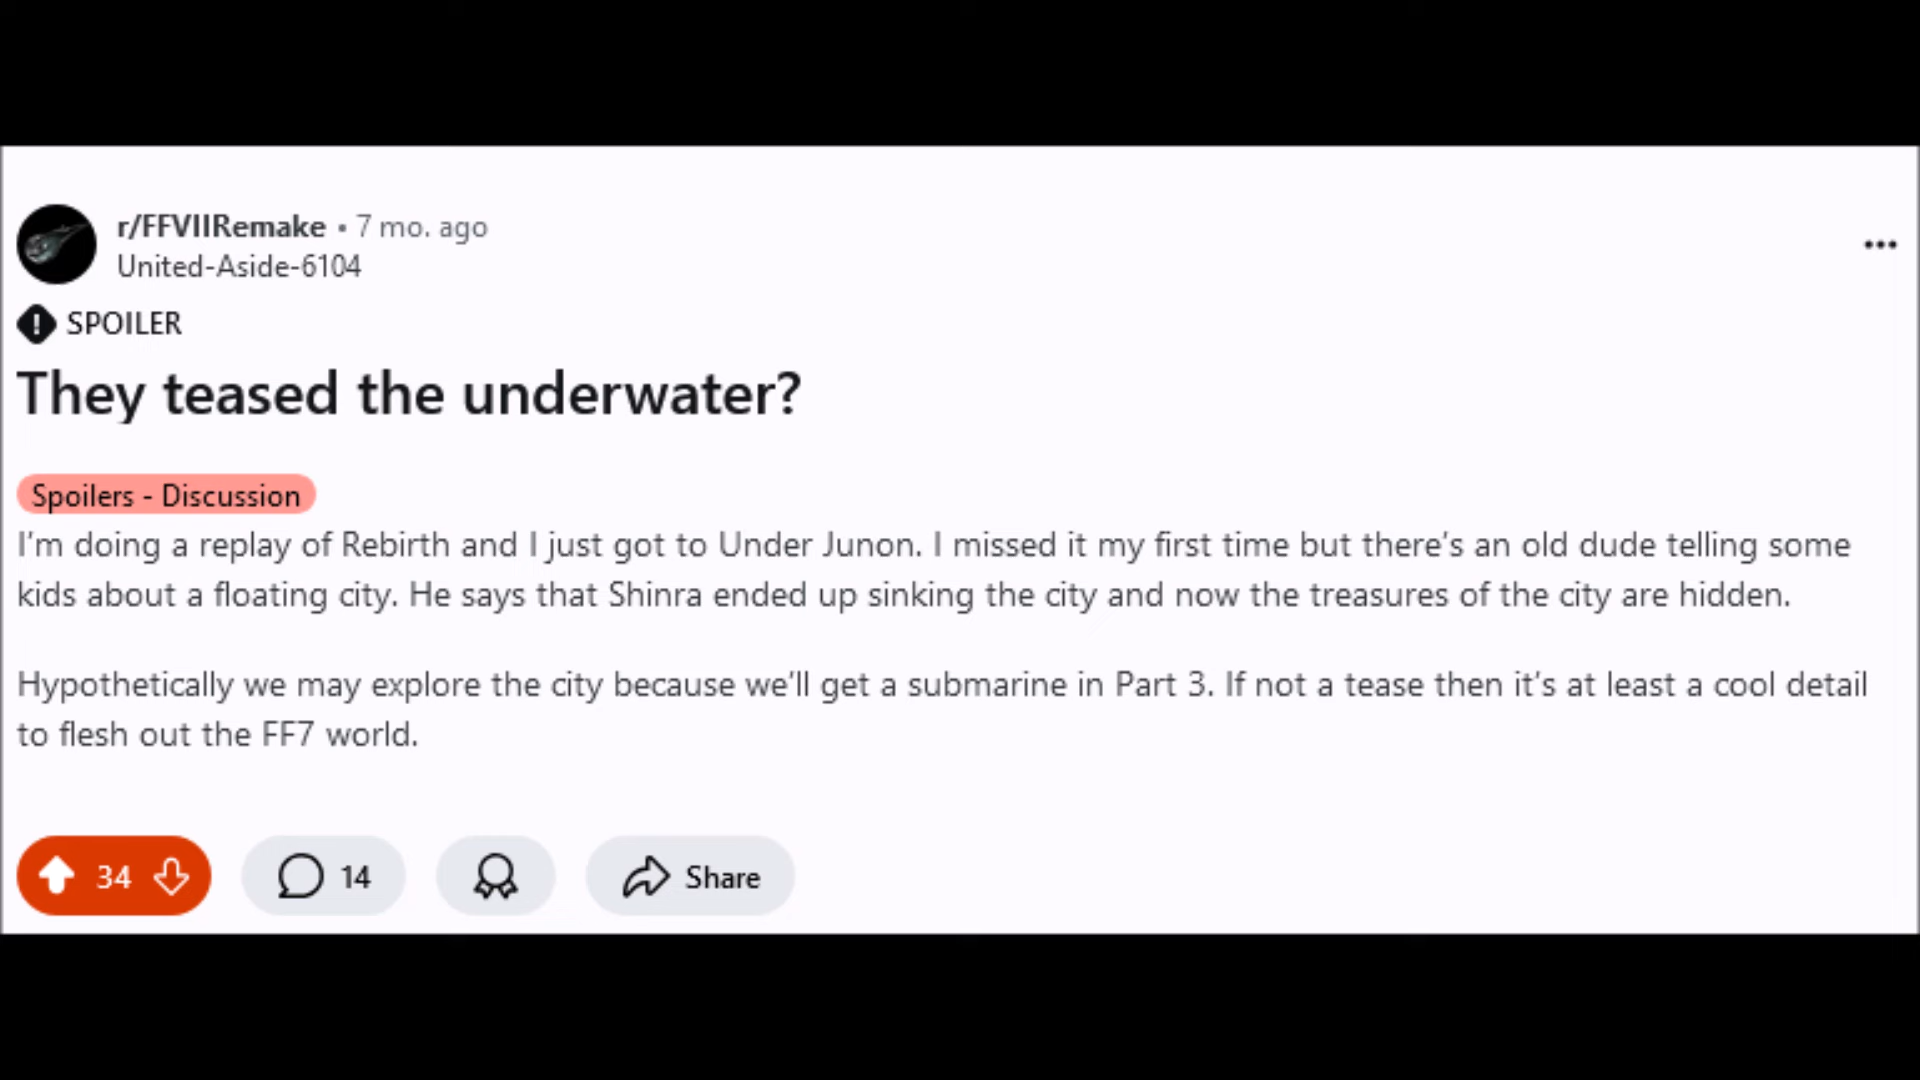 r/FFVIIRemake • 7 mo. ago
United-Aside-6104
SPOILER
They teased the underwater?
Spoilers - Discussion
I'm doing a replay of Rebirth and I just got to Under Junon. I missed it my first time but there's an old dude telling some
kids about a floating city. He says that Shinra ended up sinking the city and now the treasures of the city are hidden.
Hypothetically we may explore the city because we'll get a submarine in Part 3. If not a tease then it's at least a cool detail
to flesh out the FF7 world.
34 14 Share